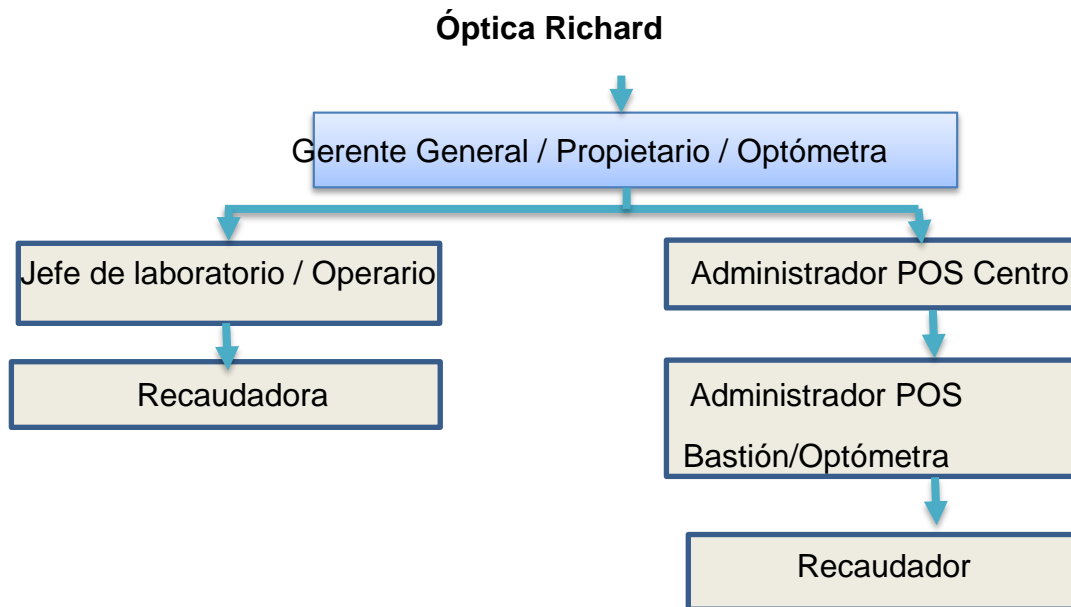 Óptica Richard
Gerente General / Propietario / Optómetra
Jefe de laboratorio / Operario
Administrador POS Centro
Recaudadora
Administrador POS
Bastión/Optómetra
Recaudador